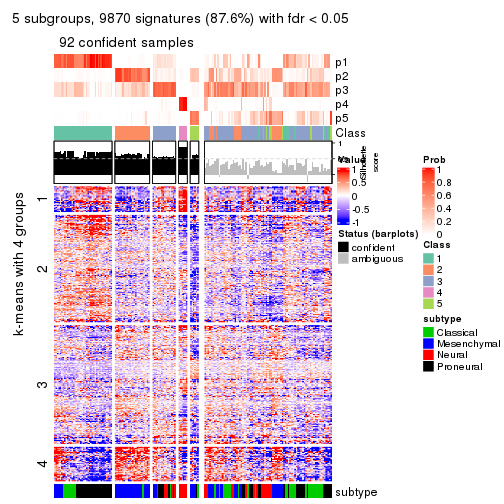 5 subgroups, 9870 signatures (87.6%) with fdr < 0.05
92 confident samples
p1
p2
p3
p4
p5
Class
1
Silhouette
score
k-means with 4 groups
1
2
3
4
subtype
Value
1
0.5
0
-0.5
-1
Status (barplots)
confident
ambiguous
Prob
1
0.8
0.6
0.4
0.2
0
Class
1
2
3
4
5
subtype
Classical
Mesenchymal
Neural
Proneural